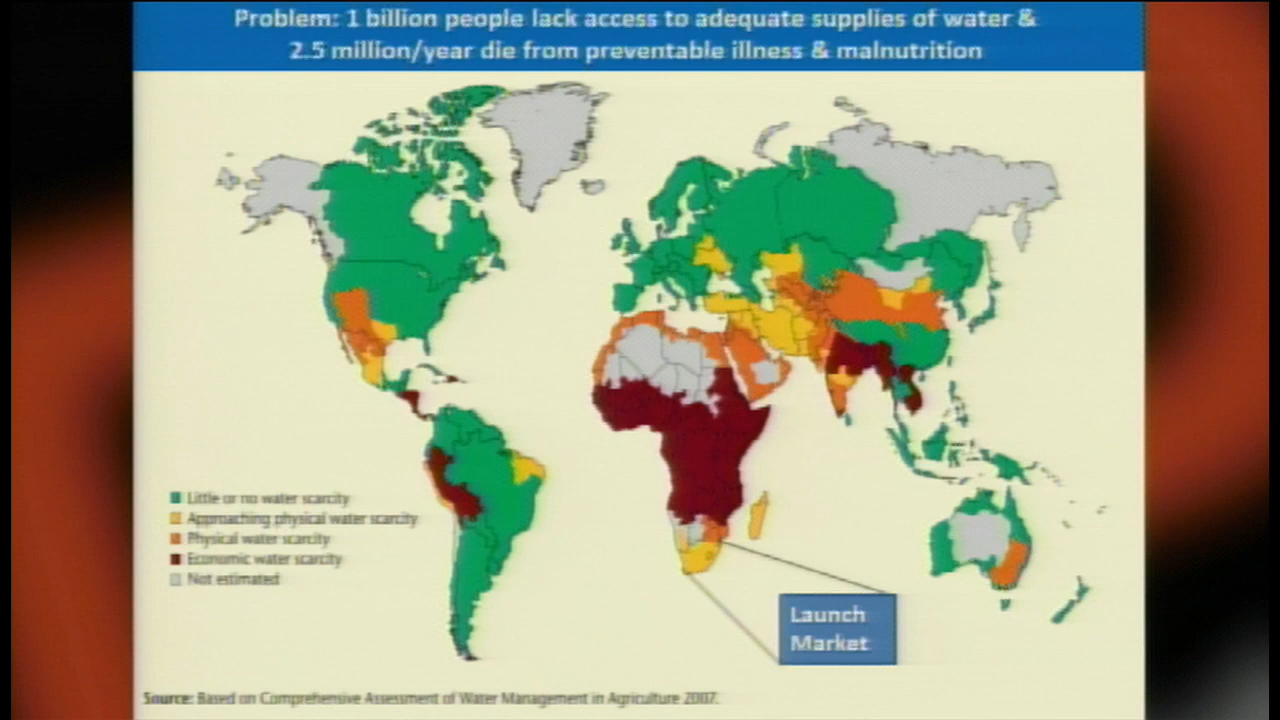 Problem: 1 billion people lack access to adequate supplies of water &
2.5 million/year die from preventable illness & malnutrition
Little or no water scarcity
Approaching physical water scarcity
Physical water scarcity
Economic water scarcity
Not estimated
Launch
Market
Source: Based on Comprehensive Assessment of Water Management in Agriculture 2007.